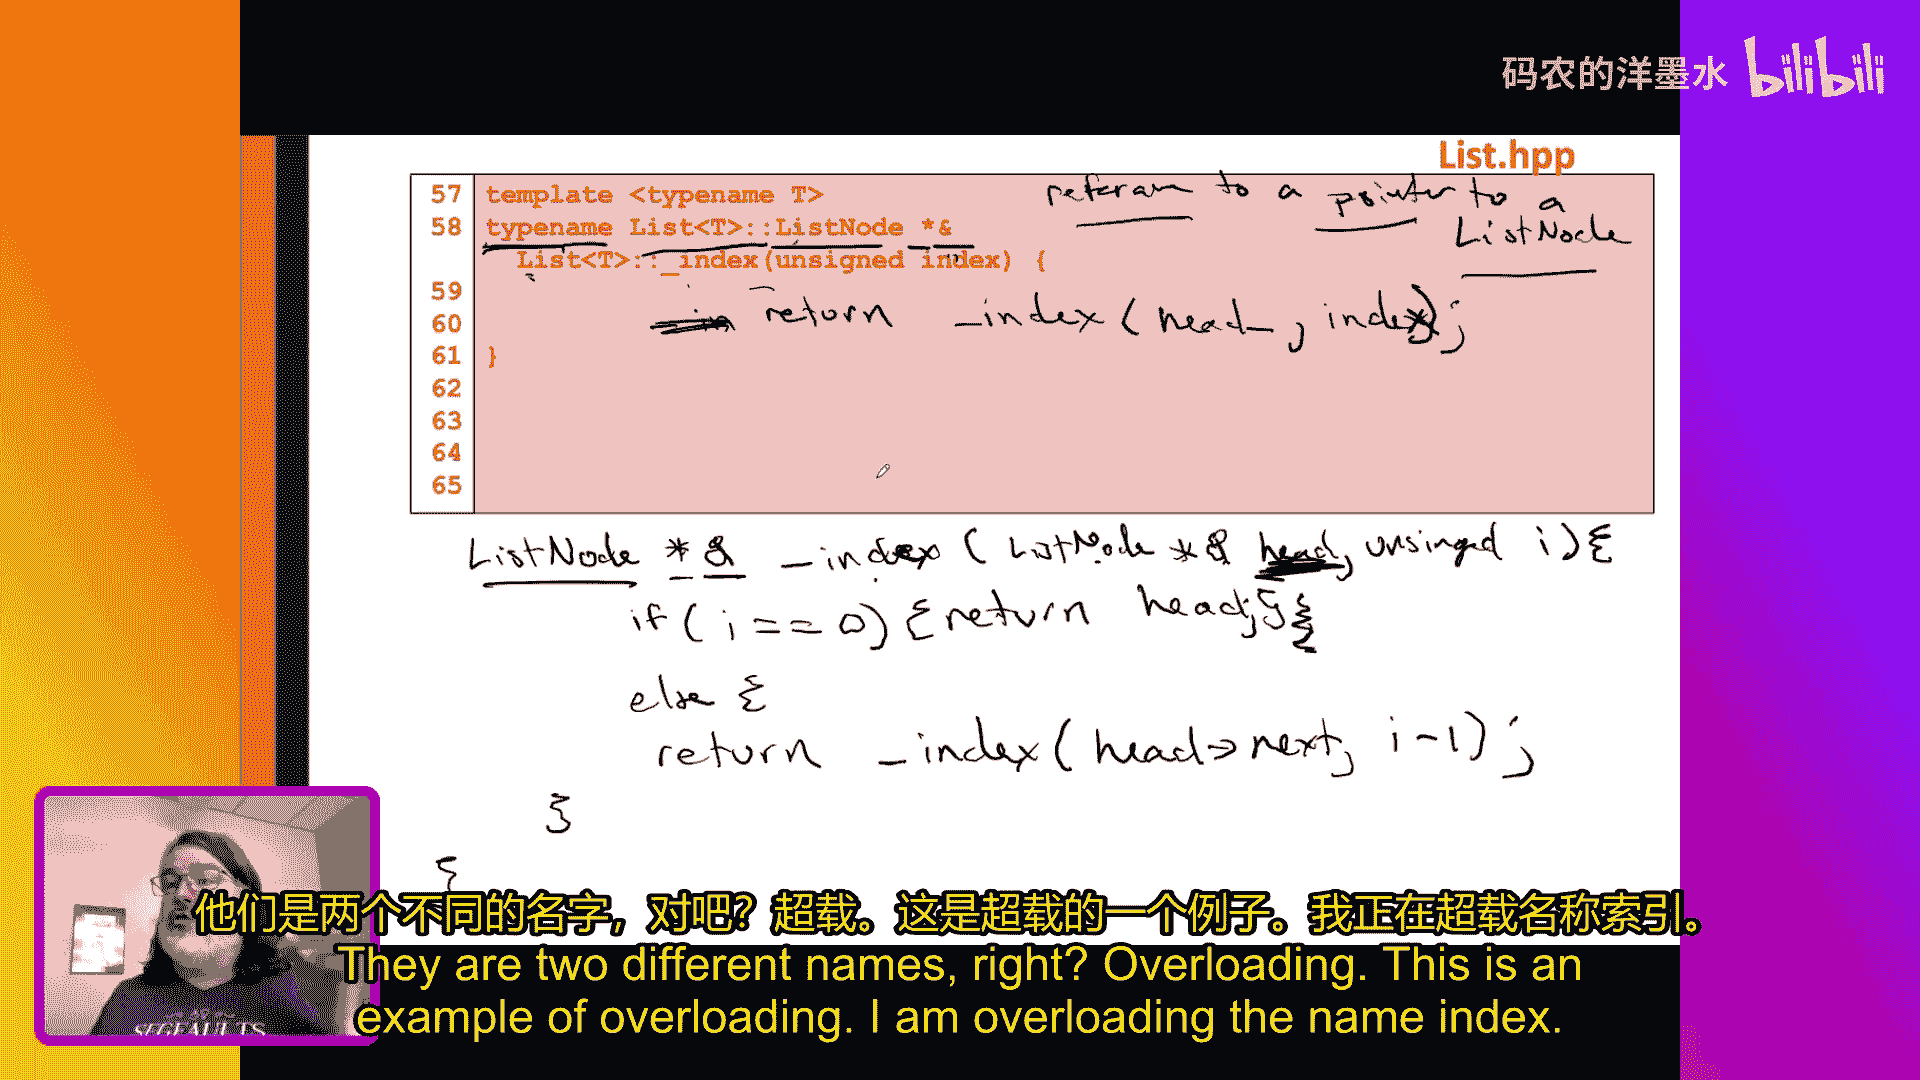 码农的洋墨水 bilibili
List.hpp
57 template <typename T>
58 typename List<T>::ListNode *&
List<T>::_index(unsigned index) {
59
60
61 }
62
63
64
65
to a pointer to a
ListNode
return _index(head_, index);
ListNode *& _index(ListNode *& head, unsinged i){
if(i==0){return head;}
else {
return _index(head->next, i-1);
}
}
他们是两个不同的名字，对吧？超载。这是超载的一个例子。我正在超载名称索引。
They are two different names, right? Overloading. This is an
example of overloading. I am overloading the name index.
SEGFAULTS